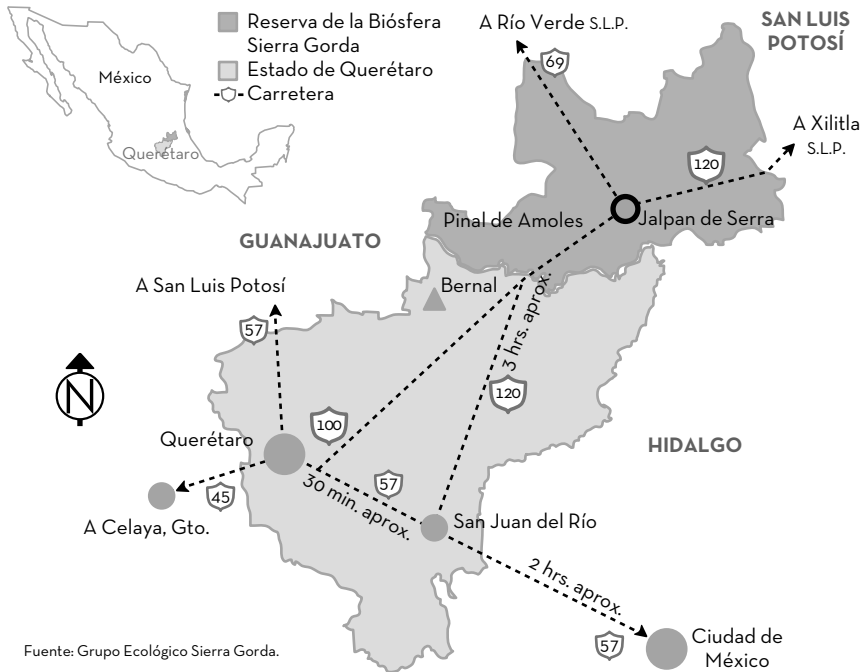 Reserva de la Biósfera
Sierra Gorda
Estado de Querétaro
Carretera
México
Querétaro
A Río Verde S.L.P.
SAN LUIS
POTOSÍ
69
A Xilitla
S.L.P.
120
Pinal de Amoles
Jalpan de Serra
GUANAJUATO
A San Luis Potosí
Bernal
57
3 hrs. aprox.
120
N
100
Querétaro
HIDALGO
57
45
30 min. aprox.
A Celaya, Gto.
San Juan del Río
2 hrs. aprox.
57
Ciudad de
México
Fuente: Grupo Ecológico Sierra Gorda.